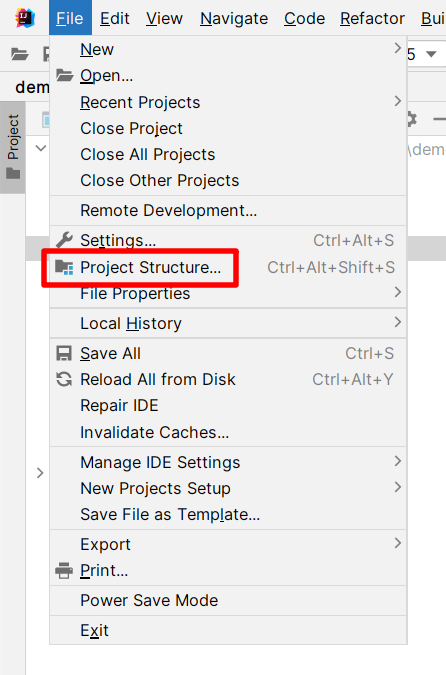 File Edit View Navigate Code Refactor Bui
New
5
Open...
dem
Recent Projects
Close Project
Project
\dem
Close All Projects
Close Other Projects
Remote Development...
Settings... Ctrl+Alt+S
Project Structure... Ctrl+Alt+Shift+S
File Properties
Local History
Save All Ctrl+S
Reload All from Disk Ctrl+Alt+Y
Repair IDE
Invalidate Caches...
Manage IDE Settings
New Projects Setup
Save File as Template...
Export
Print...
Power Save Mode
Exit